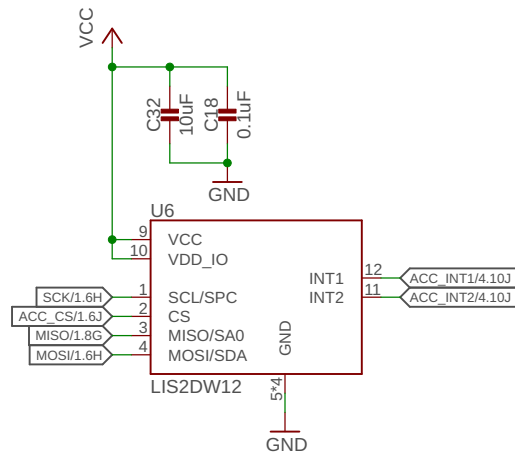 VCC
C32
10uF
C18
0.1uF
GND
U6
9
VCC
10
VDD_IO
12
INT1
ACC_INT1/4.10J
SCK/1.6H
1
SCL/SPC
11
INT2
ACC_INT2/4.10J
ACC_CS/1.6J
2
CS
MISO/1.8G
3
MISO/SA0
MOSI/1.6H
4
MOSI/SDA
GND
LIS2DW12
5*4
GND